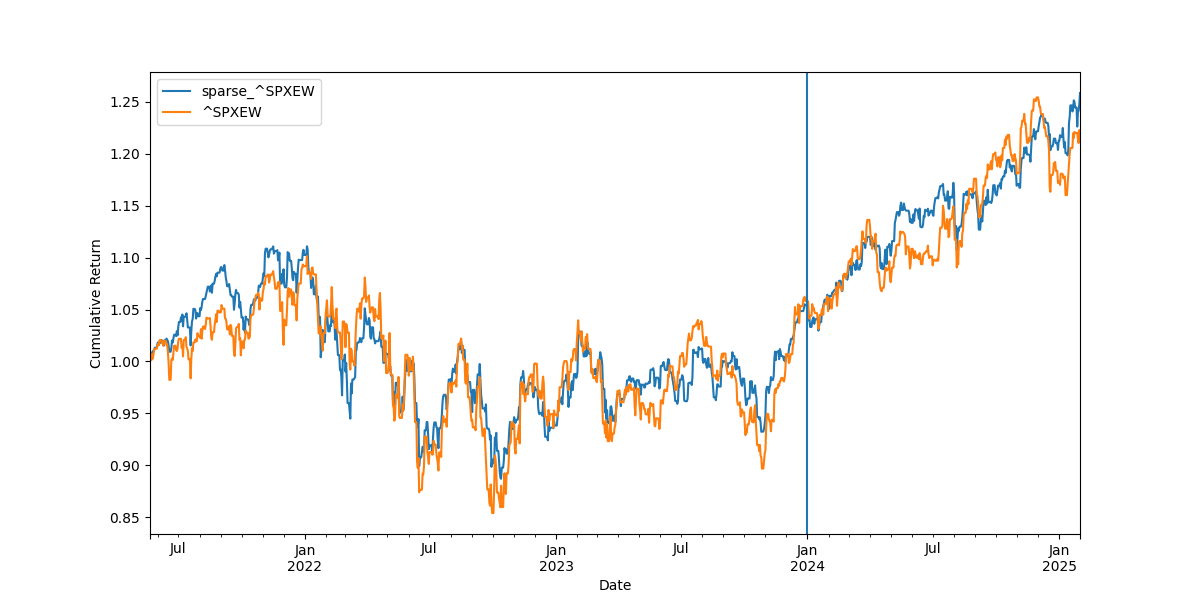 sparse_^SPXEW
^SPXEW
Cumulative Return
1.25
1.20
1.15
1.10
1.05
1.00
0.95
0.90
0.85
Jul
Jan
2022
Jul
Jan
2023
Jul
Jan
2024
Jul
Jan
2025
Date